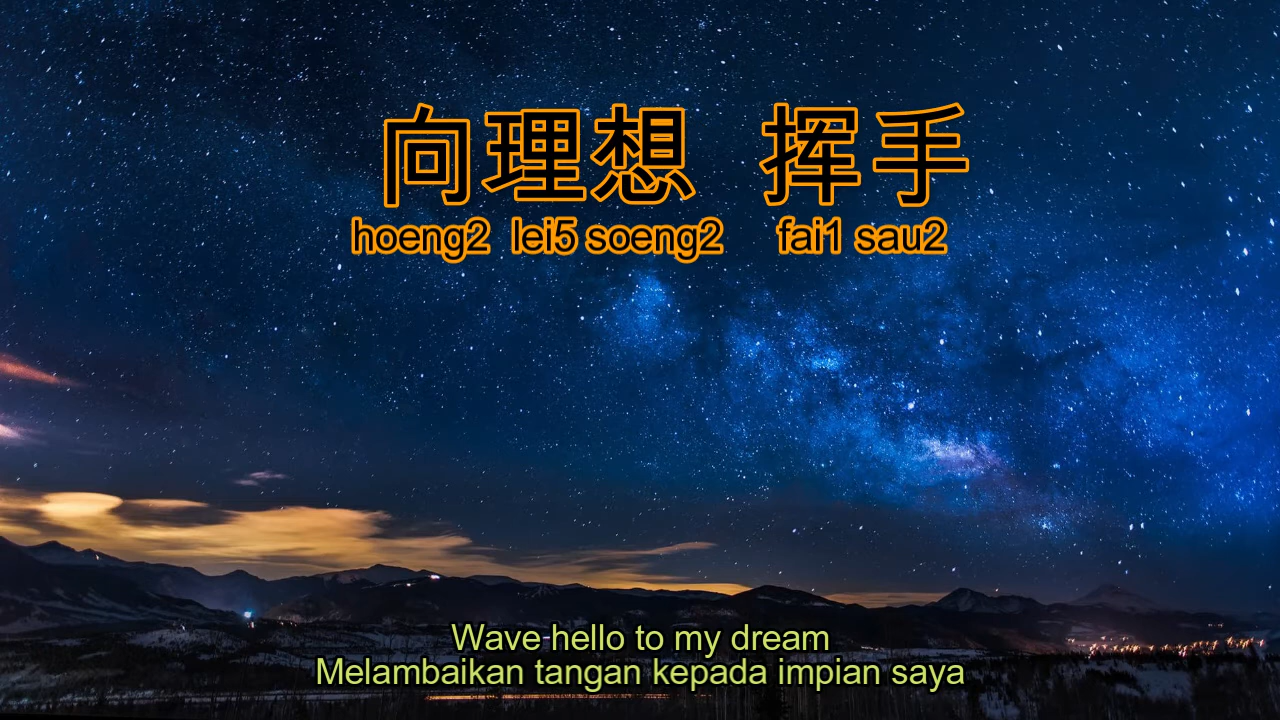 向理想 挥手
hoeng2 lei5 soeng2 fai1 sau2
Wave hello to my dream
Melambaikan tangan kepada impian saya